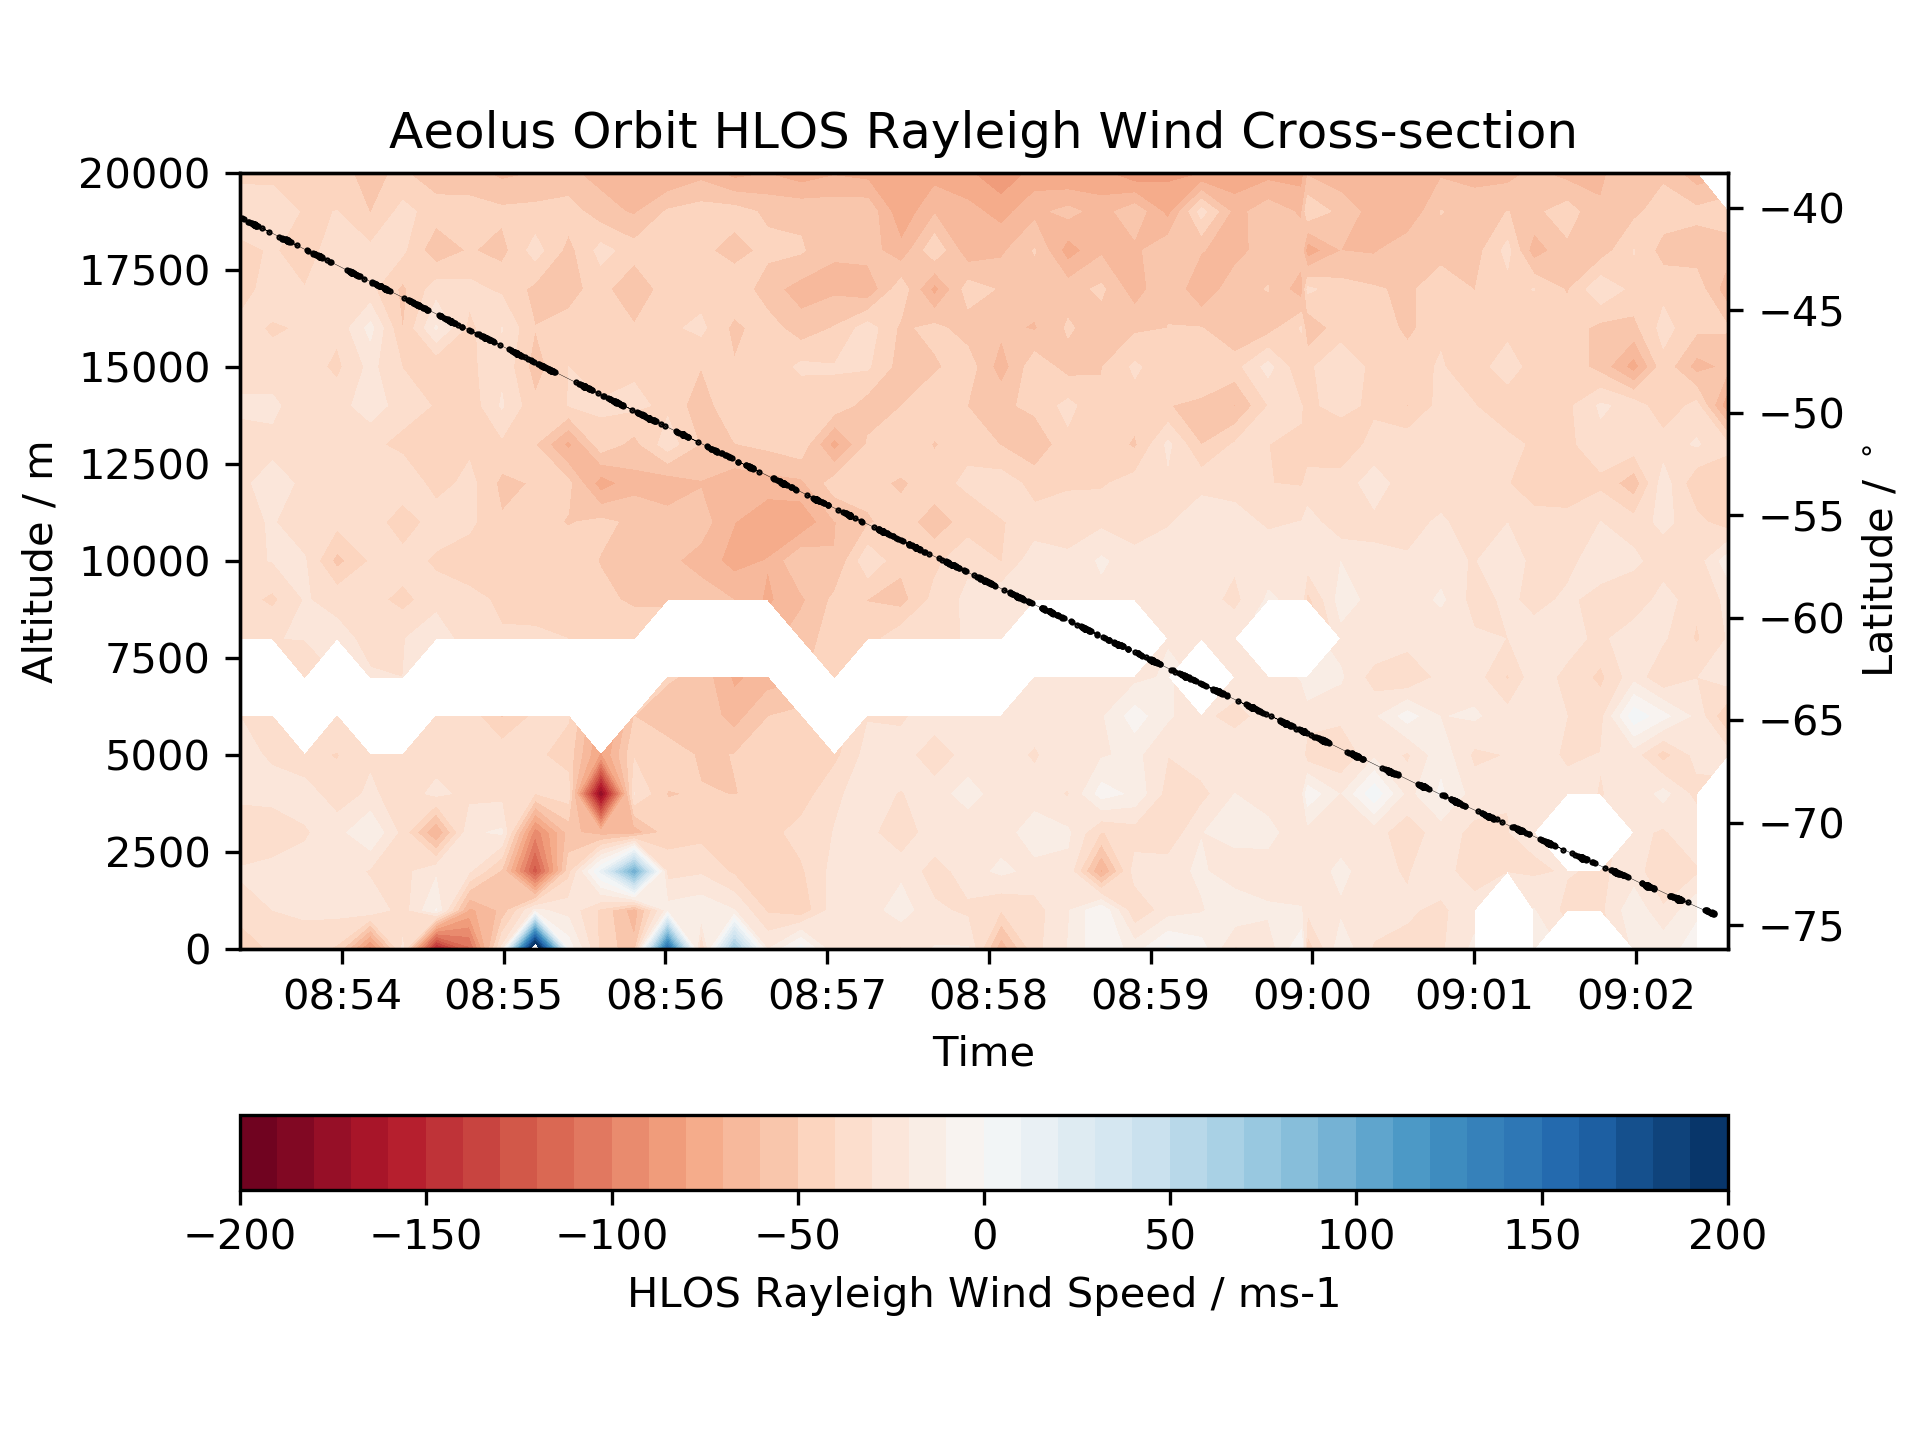 Aeolus Orbit HLOS Rayleigh Wind Cross-section
20000
17500
15000
12500
10000
7500
5000
2500
0
Altitude / m
−40
−45
−50
−55
−60
−65
−70
−75
Latitude / °
08:54 08:55 08:56 08:57 08:58 08:59 09:00 09:01 09:02
Time
−200 −150 −100 −50 0 50 100 150 200
HLOS Rayleigh Wind Speed / ms-1